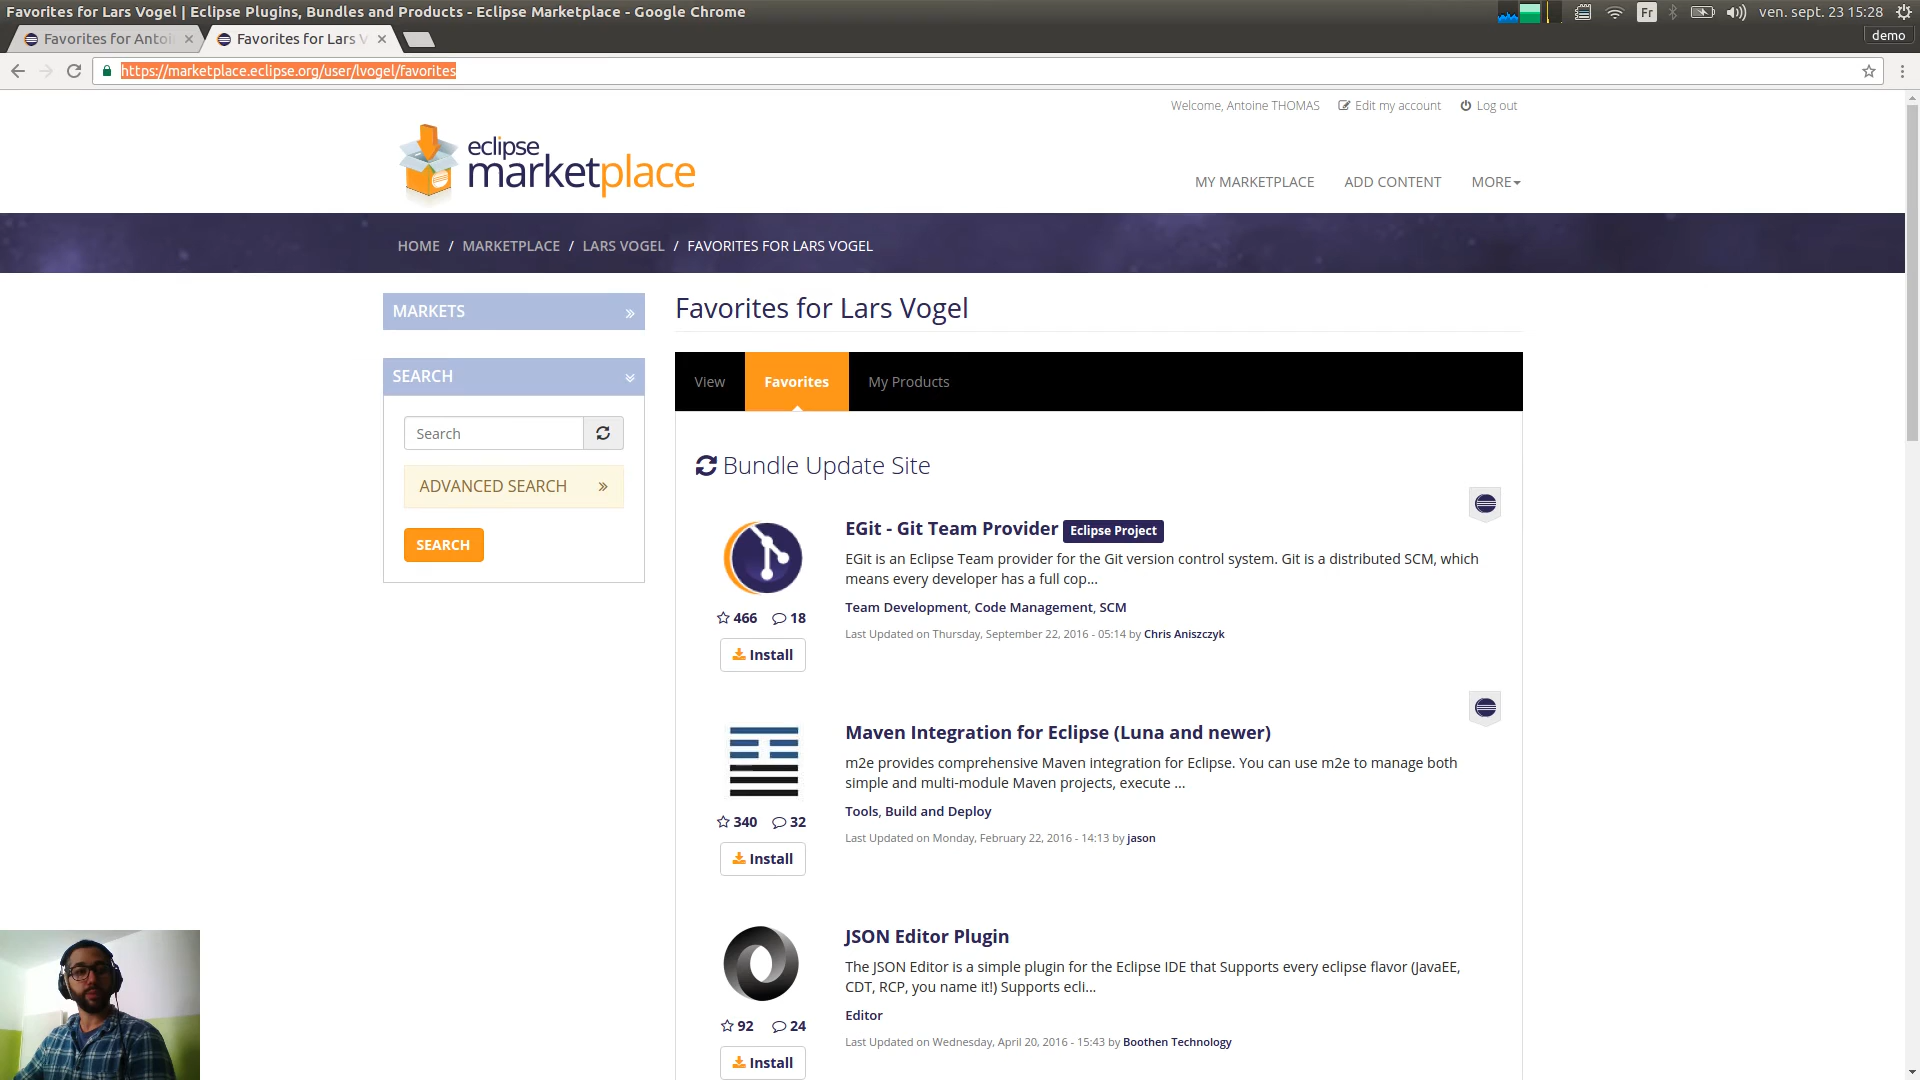 Favorites for Lars Vogel | Eclipse Plugins, Bundles and Products - Eclipse Marketplace - Google Chrome
Fr
ven. sept. 23 15:28
Favorites for Antoi
Favorites for Lars V
demo
https://marketplace.eclipse.org/user/lvogel/favorites
Welcome, Antoine THOMAS
Edit my account
Log out
eclipse
marketplace
MY MARKETPLACE
ADD CONTENT
MORE
HOME / MARKETPLACE / LARS VOGEL / FAVORITES FOR LARS VOGEL
MARKETS
SEARCH
Search
ADVANCED SEARCH
SEARCH
Favorites for Lars Vogel
View
Favorites
My Products
Bundle Update Site
EGit - Git Team Provider Eclipse Project
EGit is an Eclipse Team provider for the Git version control system. Git is a distributed SCM, which
means every developer has a full cop...
Team Development, Code Management, SCM
Last Updated on Thursday, September 22, 2016 - 05:14 by Chris Aniszczyk
466 18
Install
Maven Integration for Eclipse (Luna and newer)
m2e provides comprehensive Maven integration for Eclipse. You can use m2e to manage both
simple and multi-module Maven projects, execute ...
Tools, Build and Deploy
Last Updated on Monday, February 22, 2016 - 14:13 by jason
340 32
Install
JSON Editor Plugin
The JSON Editor is a simple plugin for the Eclipse IDE that Supports every eclipse flavor (JavaEE,
CDT, RCP, you name it!) Supports ecli...
Editor
Last Updated on Wednesday, April 20, 2016 - 15:43 by Boothen Technology
92 24
Install